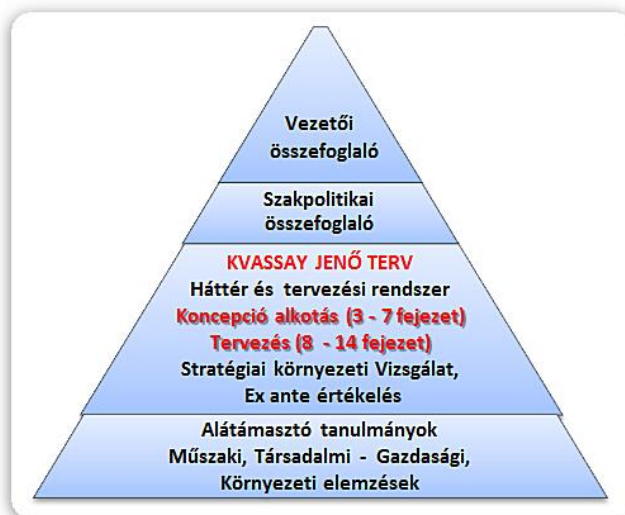 Vezetői
összefoglaló
Szakpolitikai
összefoglaló
KVASSAY JENŐ TERV
Háttér és tervezési rendszer
Koncepció alkotás (3 - 7 fejezet)
Tervezés (8 - 14 fejezet)
Stratégiai környezeti Vizsgálat,
Ex ante értékelés
Alátámasztó tanulmányok
Műszaki, Társadalmi - Gazdasági,
Környezeti elemzések